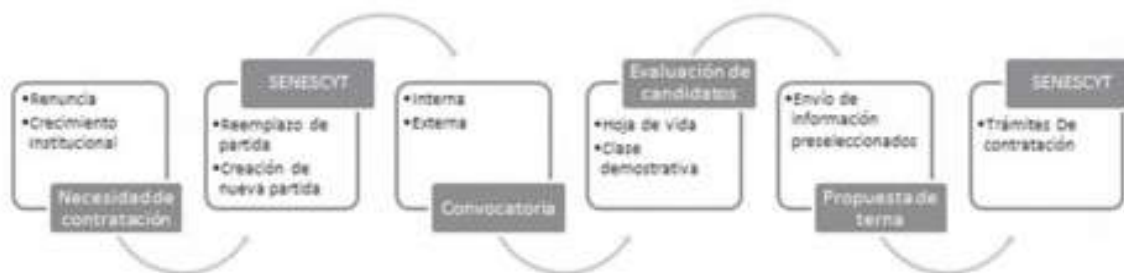 •Renuncia
•Crecimiento
institucional
Necesidad de
contratación
SENESCYT
•Reemplazo de
partida
•Creación de
nueva partida
•Interna
•Externa
Convocatoria
Evaluación de
candidatos
•Hoja de vida
•Clase
demostrativa
•Envío de
información
preseleccionados
Propuesta de
terna
SENESCYT
•Trámites De
contratación